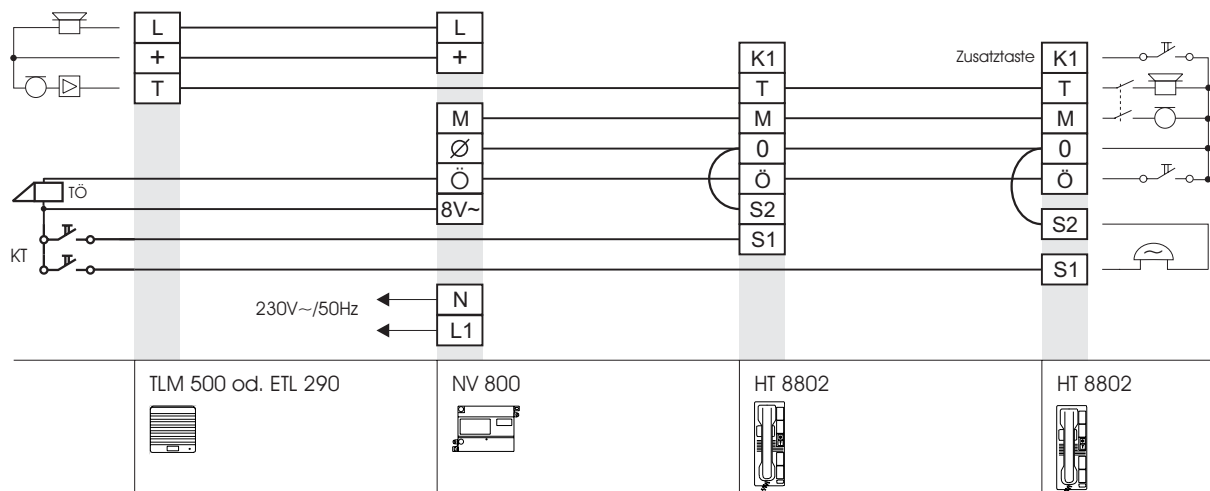 L L
+ + K1 Zusatztaste K1
T T T
M M M
Ø 0 0
TÖ Ö Ö Ö
8V~ S2 S2
KT S1
S1
230V~/50Hz N
L1
TLM 500 od. ETL 290 NV 800 HT 8802 HT 8802